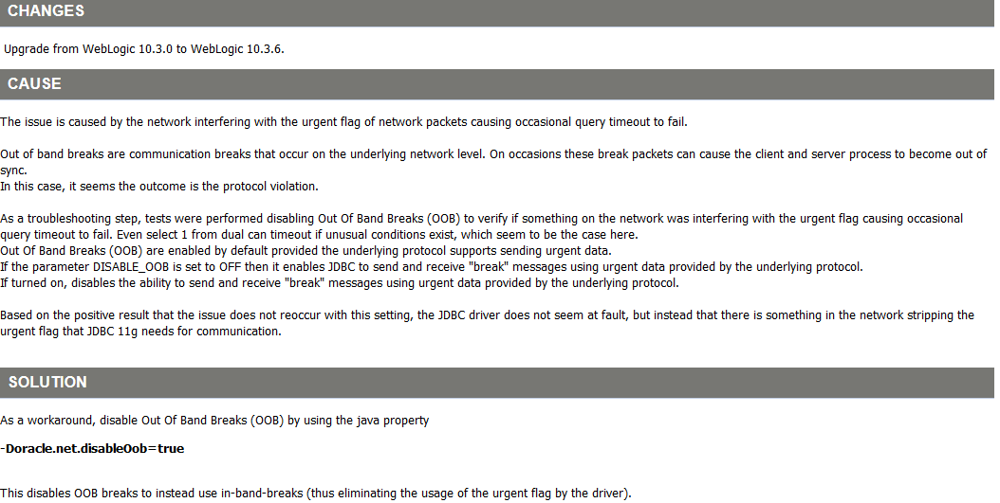 CHANGES
Upgrade from WebLogic 10.3.0 to WebLogic 10.3.6.
CAUSE
The issue is caused by the network interfering with the urgent flag of network packets causing occasional query timeout to fail.
Out of band breaks are communication breaks that occur on the underlying network level. On occasions these break packets can cause the client and server process to become out of
sync.
In this case, it seems the outcome is the protocol violation.
As a troubleshooting step, tests were performed disabling Out Of Band Breaks (OOB) to verify if something on the network was interfering with the urgent flag causing occasional
query timeout to fail. Even select 1 from dual can timeout if unusual conditions exist, which seem to be the case here.
Out Of Band Breaks (OOB) are enabled by default provided the underlying protocol supports sending urgent data.
If the parameter DISABLE_OOB is set to OFF then it enables JDBC to send and receive "break" messages using urgent data provided by the underlying protocol.
If turned on, disables the ability to send and receive "break" messages using urgent data provided by the underlying protocol.
Based on the positive result that the issue does not reoccur with this setting, the JDBC driver does not seem at fault, but instead that there is something in the network stripping the
urgent flag that JDBC 11g needs for communication.
SOLUTION
As a workaround, disable Out Of Band Breaks (OOB) by using the java property
-Doracle.net.disableOob=true
This disables OOB breaks to instead use in-band-breaks (thus eliminating the usage of the urgent flag by the driver).